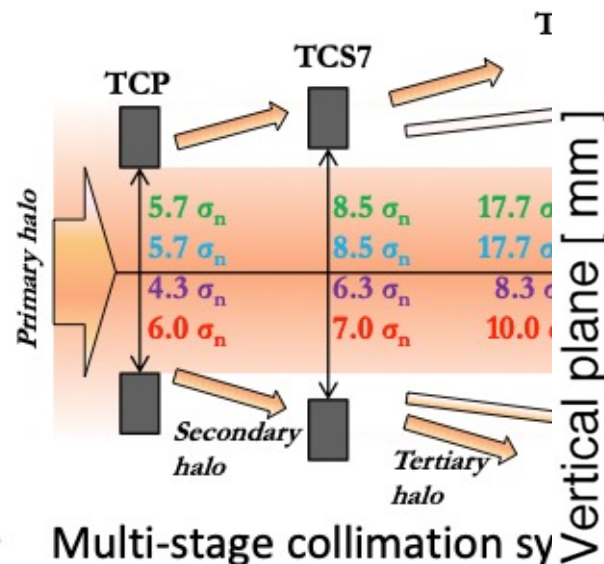 T
TCS7
TCP
Primary halo
5.7 σn 8.5 σn 17.7 σ
5.7 σn 8.5 σn 17.7 σ
4.3 σn 6.3 σn 8.3 σ
6.0 σn 7.0 σn 10.0 σ
Secondary
halo
Tertiary
halo
Multi-stage collimation sy
Vertical plane [ mm ]